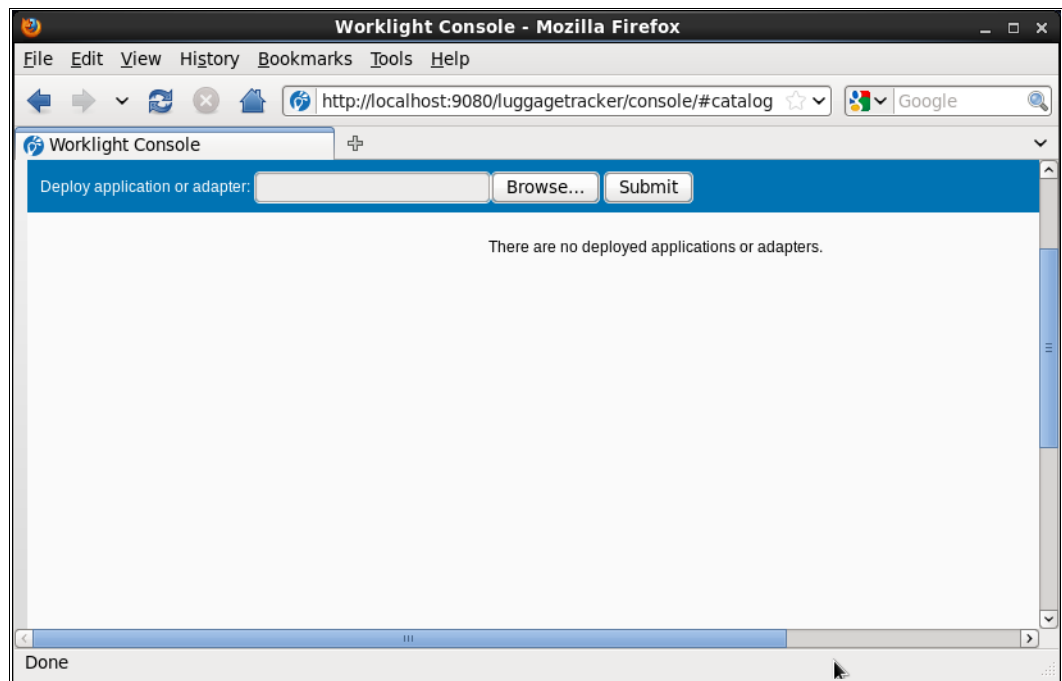 Worklight Console - Mozilla Firefox
File Edit View History Bookmarks Tools Help
http://localhost:9080/luggagetracker/console/#catalog Google
Worklight Console
Deploy application or adapter: Browse... Submit
There are no deployed applications or adapters.
Done